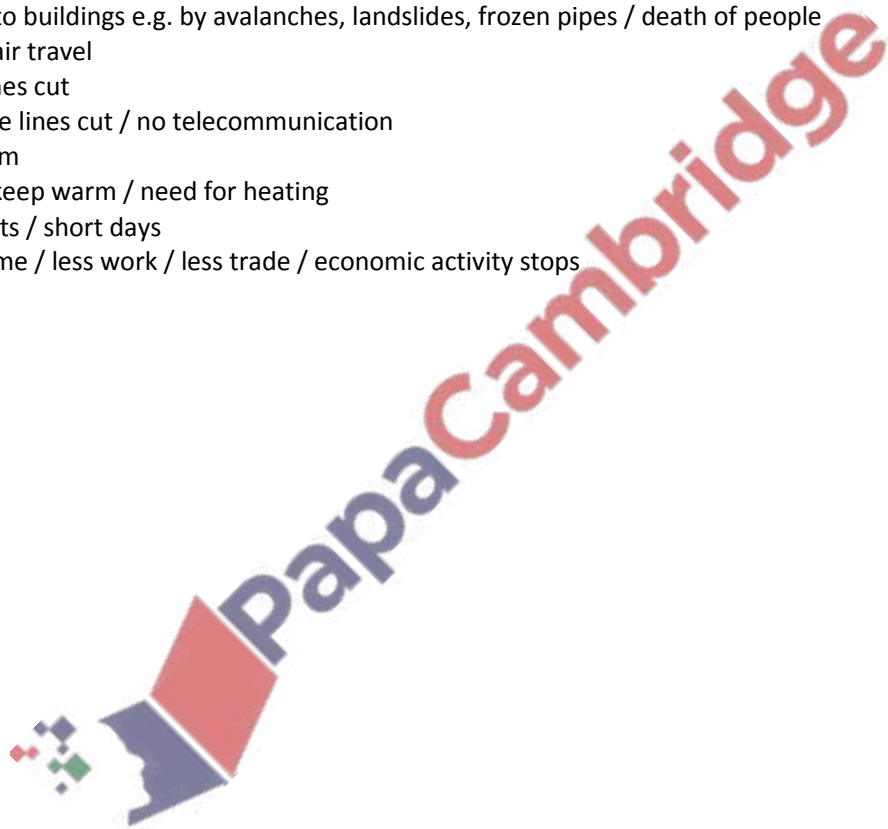 to buildings e.g. by avalanches, landslides, frozen pipes / death of people
air travel
nes cut
e lines cut / no telecommunication
m
keep warm / need for heating
ts / short days
me / less work / less trade / economic activity stops
PapaCambridge